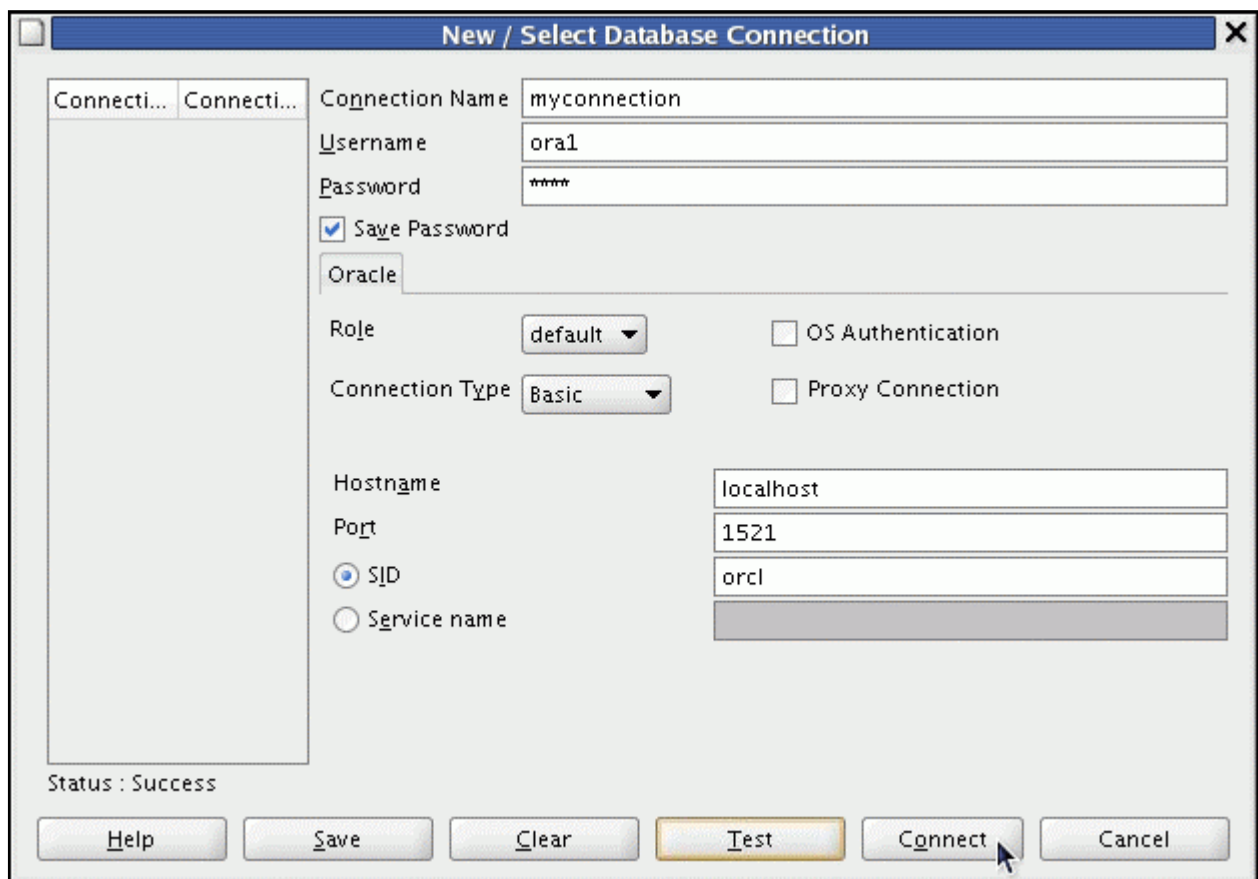 New / Select Database Connection
Connecti... Connecti...
Connection Name myconnection
Username ora1
Password ****
Save Password
Oracle
Role default OS Authentication
Connection Type Basic Proxy Connection
Hostname localhost
Port 1521
SID orcl
Service name
Status : Success
Help Save Clear Test Connect Cancel